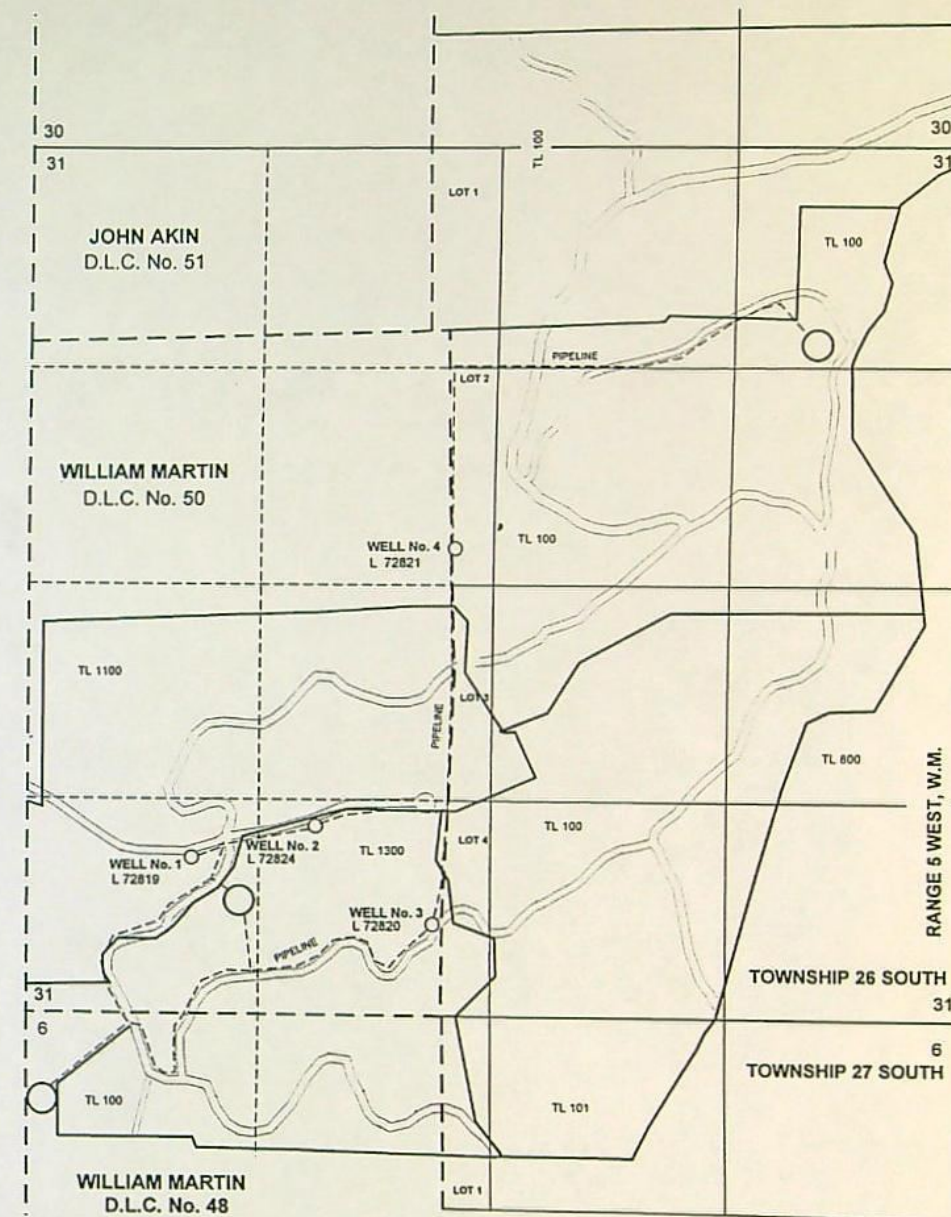 30
31
30
31
TL 100
LOT 1
JOHN AKIN
D.L.C. No. 51
TL 100
PIPELINE
LOT 2
WILLIAM MARTIN
D.L.C. No. 50
WELL No. 4
L 72821
TL 100
TL 1100
LOT 3
PIPELINE
TL 800
RANGE 5 WEST, W.M.
WELL No. 1
L 72819
WELL No. 2
L 72824
TL 1300
LOT 4
TL 100
WELL No. 3
L 72820
PIPELINE
TOWNSHIP 26 SOUTH
31
6
31
6
TOWNSHIP 27 SOUTH
TL 100
TL 101
WILLIAM MARTIN
D.L.C. No. 48
LOT 1